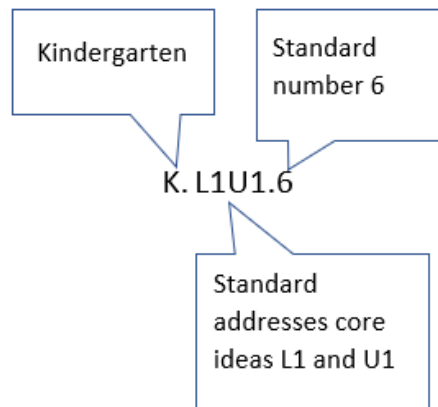 Kindergarten
Standard
number 6
K. L1U1.6
Standard
addresses core
ideas L1 and U1